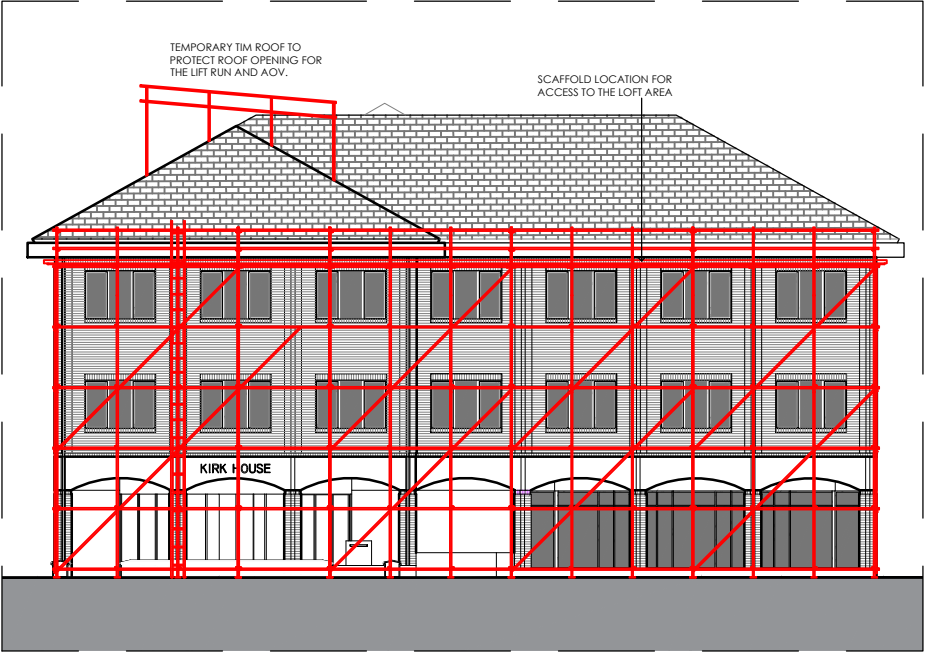 TEMPORARY TIM ROOF TO
PROTECT ROOF OPENING FOR
THE LIFT RUN AND AOV.
SCAFFOLD LOCATION FOR
ACCESS TO THE LOFT AREA
KIRK HOUSE